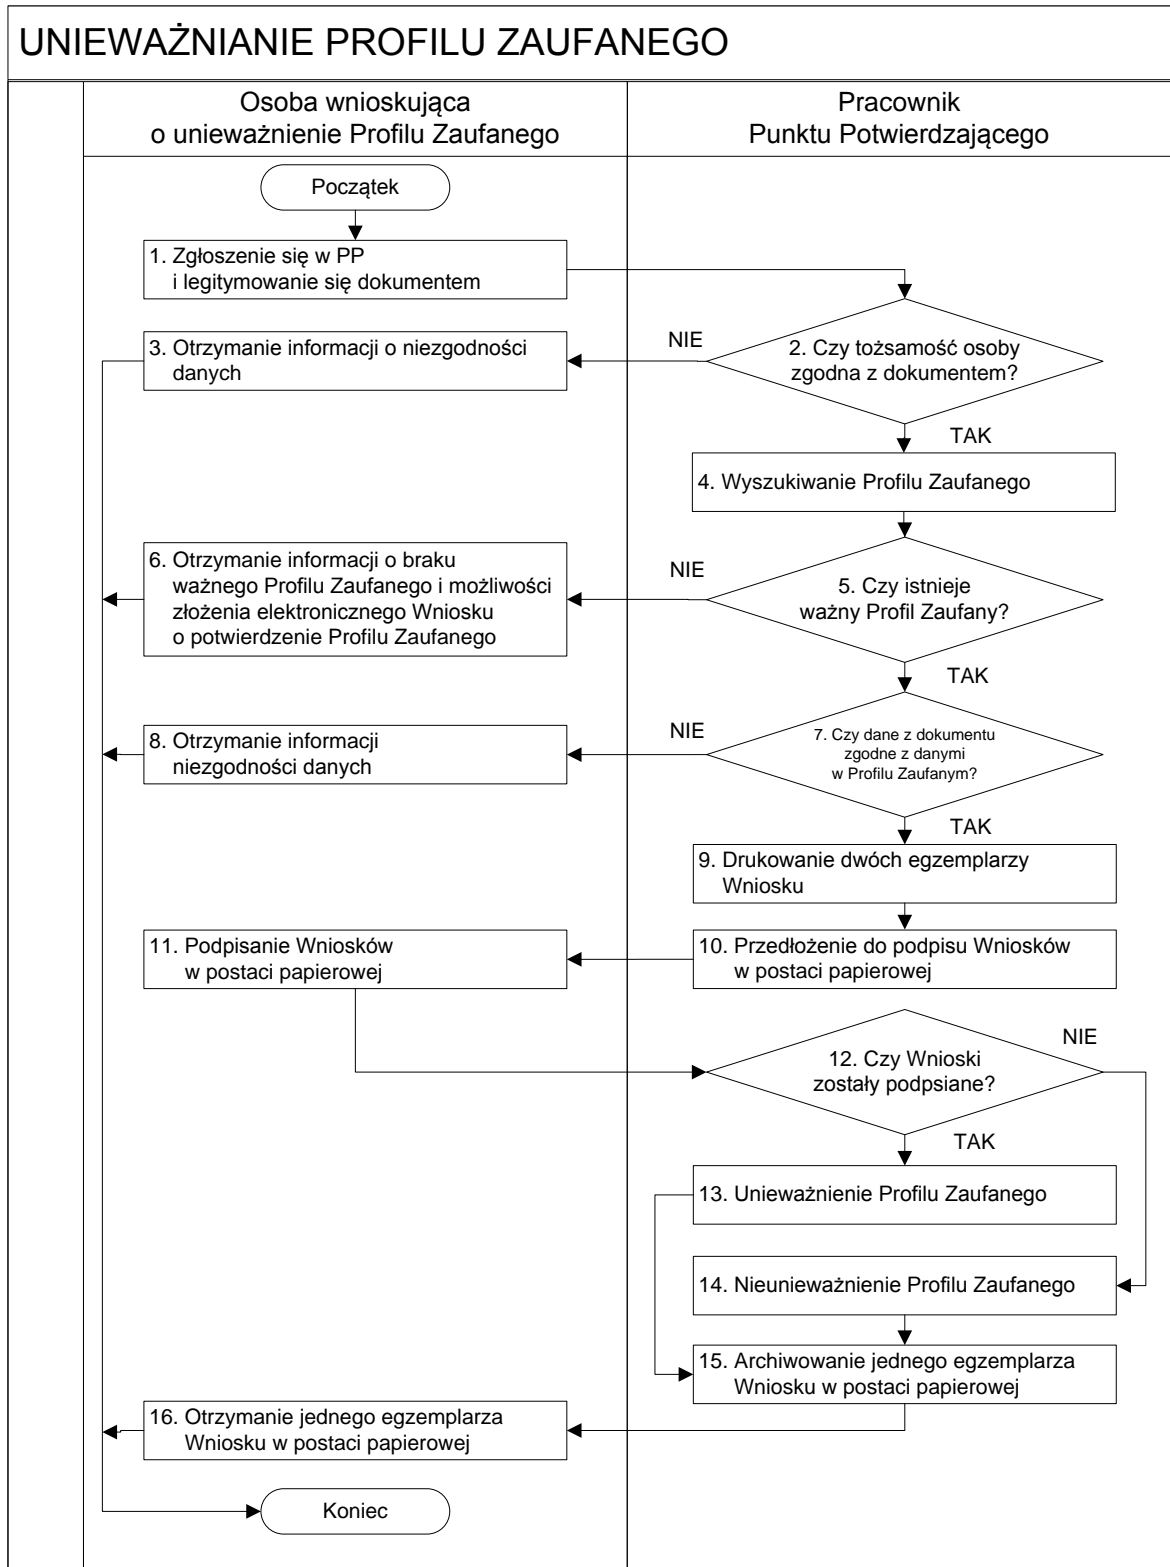 UNIEWAŻNIANIE PROFILU ZAUFANEGO
Osoba wnioskująca
o unieważnienie Profilu Zaufanego
Pracownik
Punktu Potwierdzającego
Początek
1. Zgłoszenie się w PP
i legitymowanie się dokumentem
NIE
3. Otrzymanie informacji o niezgodności
danych
2. Czy tożsamość osoby
zgodna z dokumentem?
TAK
4. Wyszukiwanie Profilu Zaufanego
6. Otrzymanie informacji o braku
ważnego Profilu Zaufanego i możliwości
złożenia elektronicznego Wniosku
o potwierdzenie Profilu Zaufanego
NIE
5. Czy istnieje
ważny Profil Zaufany?
TAK
8. Otrzymanie informacji
niezgodności danych
NIE
7. Czy dane z dokumentu
zgodne z danymi
w Profilu Zaufanym?
TAK
9. Drukowanie dwóch egzemplarzy
Wniosku
11. Podpisanie Wniosków
w postaci papierowej
10. Przedłożenie do podpisu Wniosków
w postaci papierowej
NIE
12. Czy Wnioski
zostały podpsiane?
TAK
13. Unieważnienie Profilu Zaufanego
14. Nieunieważnienie Profilu Zaufanego
15. Archiwowanie jednego egzemplarza
Wniosku w postaci papierowej
16. Otrzymanie jednego egzemplarza
Wniosku w postaci papierowej
Koniec